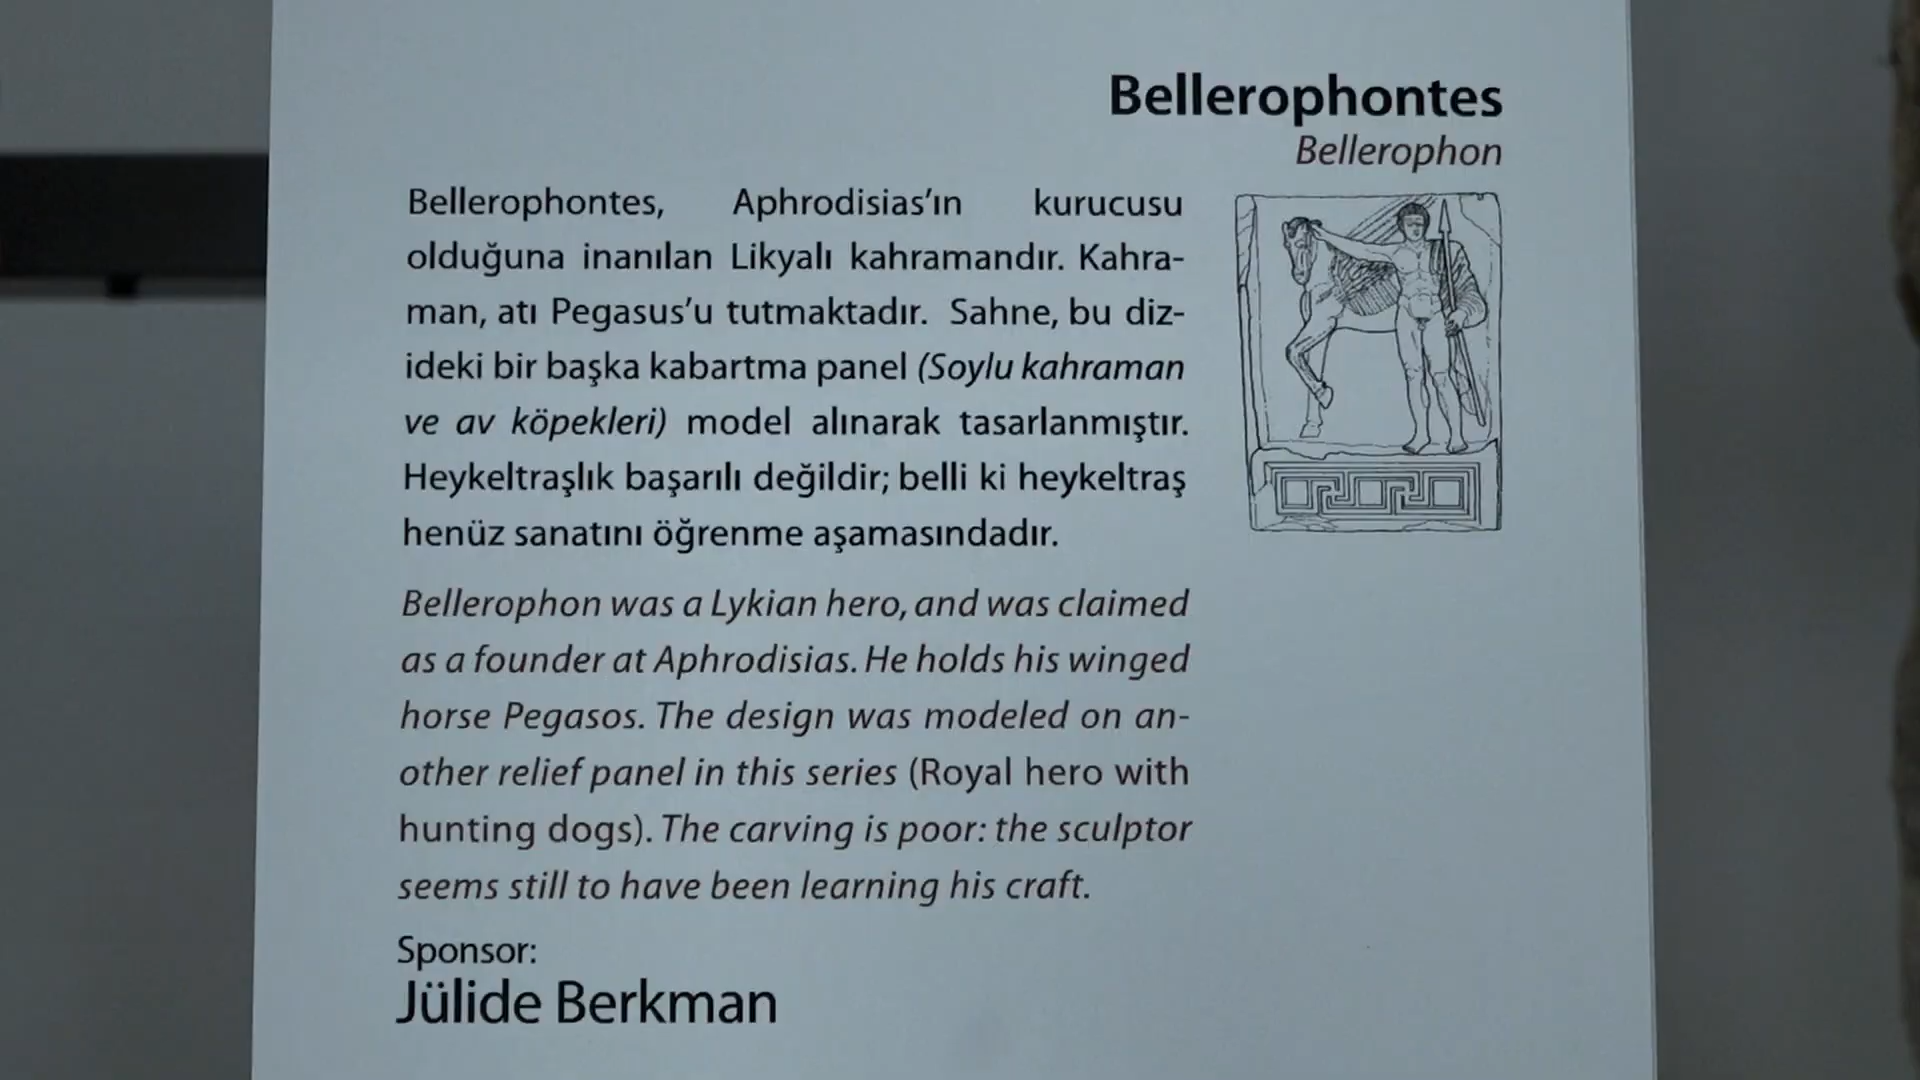 Bellerophontes
Bellerophon
Bellerophontes, Aphrodisias’ın kurucusu
olduğuna inanılan Likyalı kahramandır. Kahra-
man, atı Pegasus’u tutmaktadır. Sahne, bu diz-
ideki bir başka kabartma panel (Soylu kahraman
ve av köpekleri) model alınarak tasarlanmıştır.
Heykeltraşlık başarılı değildir; belli ki heykeltraş
henüz sanatını öğrenme aşamasındadır.
Bellerophon was a Lykian hero, and was claimed
as a founder at Aphrodisias. He holds his winged
horse Pegasos. The design was modeled on an-
other relief panel in this series (Royal hero with
hunting dogs). The carving is poor: the sculptor
seems still to have been learning his craft.
Sponsor:
Jülide Berkman